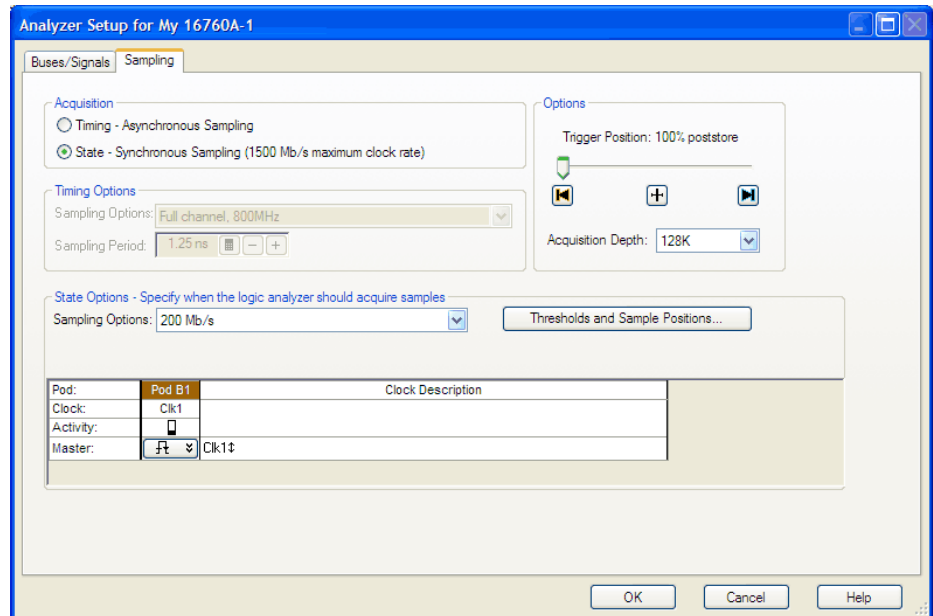 Analyzer Setup for My 16760A-1
Buses/Signals Sampling
Acquisition
Timing - Asynchronous Sampling
State - Synchronous Sampling (1500 Mb/s maximum clock rate)
Timing Options
Sampling Options: Full channel, 800MHz
Sampling Period: 1.25 ns
Options
Trigger Position: 100% poststore
Acquisition Depth: 128K
State Options - Specify when the logic analyzer should acquire samples
Sampling Options: 200 Mb/s
Thresholds and Sample Positions...
Pod: Pod B1 Clock Description
Clock: Clk1
Activity:
Master: Clk1↕
OK Cancel Help